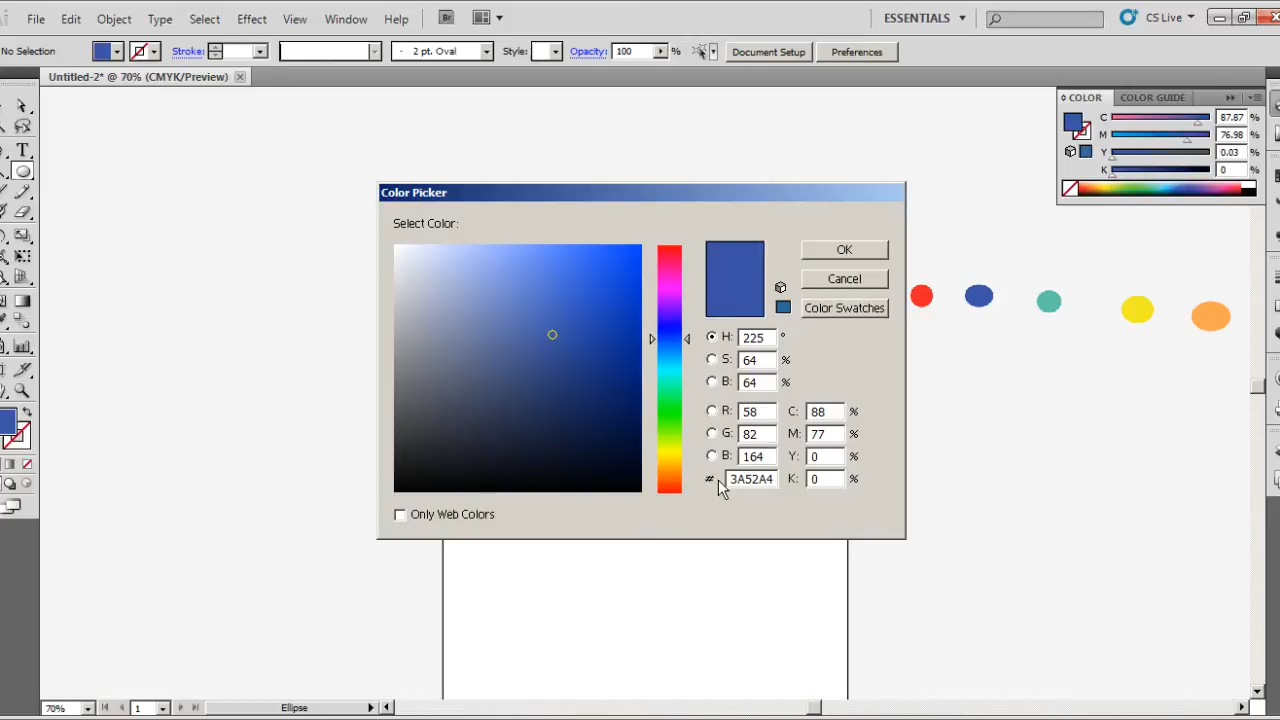 File Edit Object Type Select Effect View Window Help Br ESSENTIALS CS Live
No Selection Stroke: 2 pt. Oval Style: Opacity: 100 % Document Setup Preferences
Untitled-2* @ 70% (CMYK/Preview)
COLOR COLOR GUIDE
C 87.87 %
M 76.98 %
Y 0.03 %
K 0 %
Color Picker
Select Color:
OK
Cancel
Color Swatches
H: 225 °
S: 64 %
B: 64 %
R: 58 C: 88 %
G: 82 M: 77 %
B: 164 Y: 0 %
# 3A52A4 K: 0 %
Only Web Colors
70% 1 Ellipse